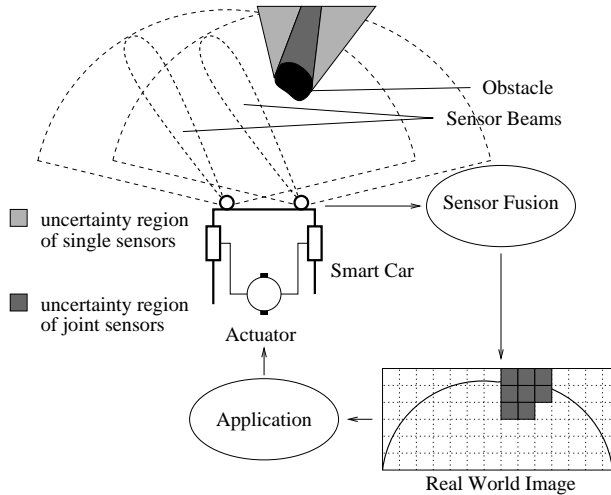 Obstacle
Sensor Beams
Sensor Fusion
uncertainty region
of single sensors
Smart Car
uncertainty region
of joint sensors
Actuator
Application
Real World Image